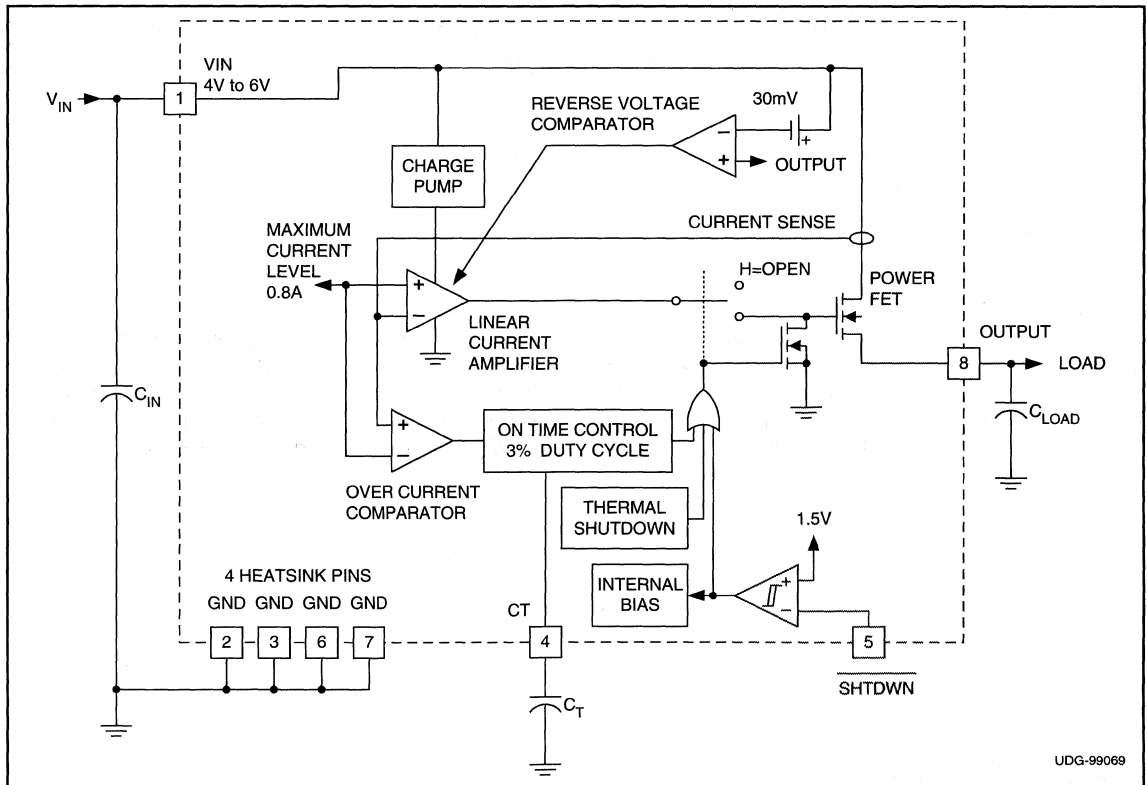 VIN
4V to 6V
V_IN
1
30mV
REVERSE VOLTAGE
COMPARATOR
−
+
+
OUTPUT
CHARGE
PUMP
CURRENT SENSE
MAXIMUM
CURRENT
LEVEL
0.8A
+
−
H=OPEN
POWER
FET
LINEAR
CURRENT
AMPLIFIER
OUTPUT
8
LOAD
C_IN
C_LOAD
+
−
ON TIME CONTROL
3% DUTY CYCLE
OVER CURRENT
COMPARATOR
THERMAL
SHUTDOWN
1.5V
4 HEATSINK PINS
INTERNAL
BIAS
+
−
GND GND GND GND
CT
2 3 6 7
4
5
SHTDWN
C_T
UDG-99069